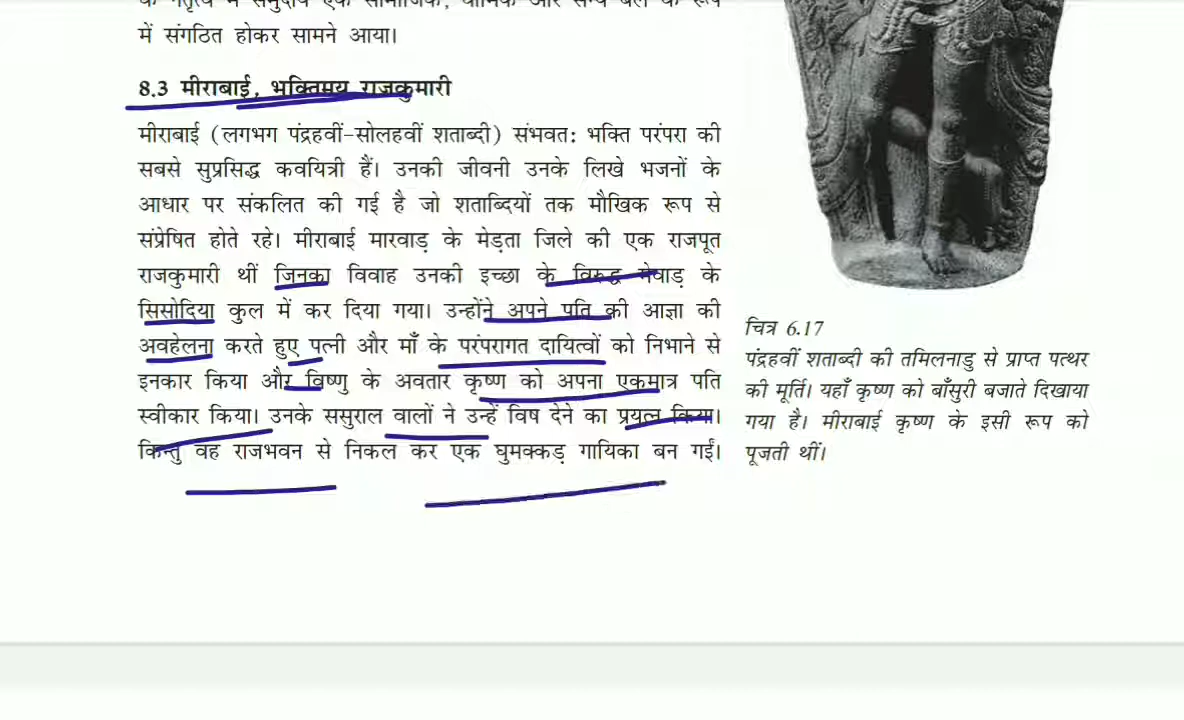 के नेतृत्व में समुदाय एक सामाजिक, धार्मिक और सैन्य बल के रूप
में संगठित होकर सामने आया।
8.3 मीराबाई, भक्तिमय राजकुमारी
मीराबाई (लगभग पंद्रहवीं-सोलहवीं शताब्दी) संभवत: भक्ति परंपरा की
सबसे सुप्रसिद्ध कवयित्री हैं। उनकी जीवनी उनके लिखे भजनों के
आधार पर संकलित की गई है जो शताब्दियों तक मौखिक रूप से
संप्रेषित होते रहे। मीराबाई मारवाड़ के मेड़ता जिले की एक राजपूत
राजकुमारी थीं जिनका विवाह उनकी इच्छा के विरुद्ध मेवाड़ के
सिसोदिया कुल में कर दिया गया। उन्होंने अपने पति की आज्ञा की
अवहेलना करते हुए पत्नी और माँ के परंपरागत दायित्वों को निभाने से
इनकार किया और विष्णु के अवतार कृष्ण को अपना एकमात्र पति
स्वीकार किया। उनके ससुराल वालों ने उन्हें विष देने का प्रयत्न किया।
किन्तु वह राजभवन से निकल कर एक घुमक्कड़ गायिका बन गईं।
चित्र 6.17
पंद्रहवीं शताब्दी की तमिलनाडु से प्राप्त पत्थर
की मूर्ति। यहाँ कृष्ण को बाँसुरी बजाते दिखाया
गया है। मीराबाई कृष्ण के इसी रूप को
पूजती थीं।